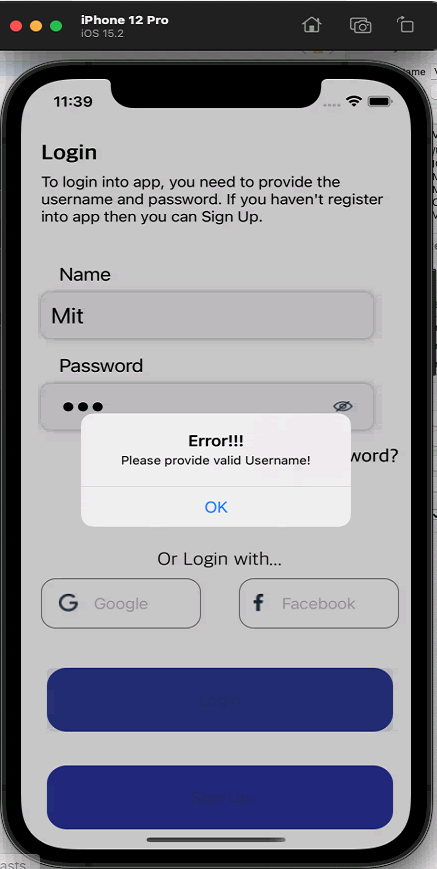 iPhone 12 Pro
iOS 15.2
ame
11:39
Login
To login into app, you need to provide the
username and password. If you haven't register
into app then you can Sign Up.
Name
Mit
Password
Error!!!
Please provide valid Username!
word?
OK
Or Login with...
Google
Facebook
asts